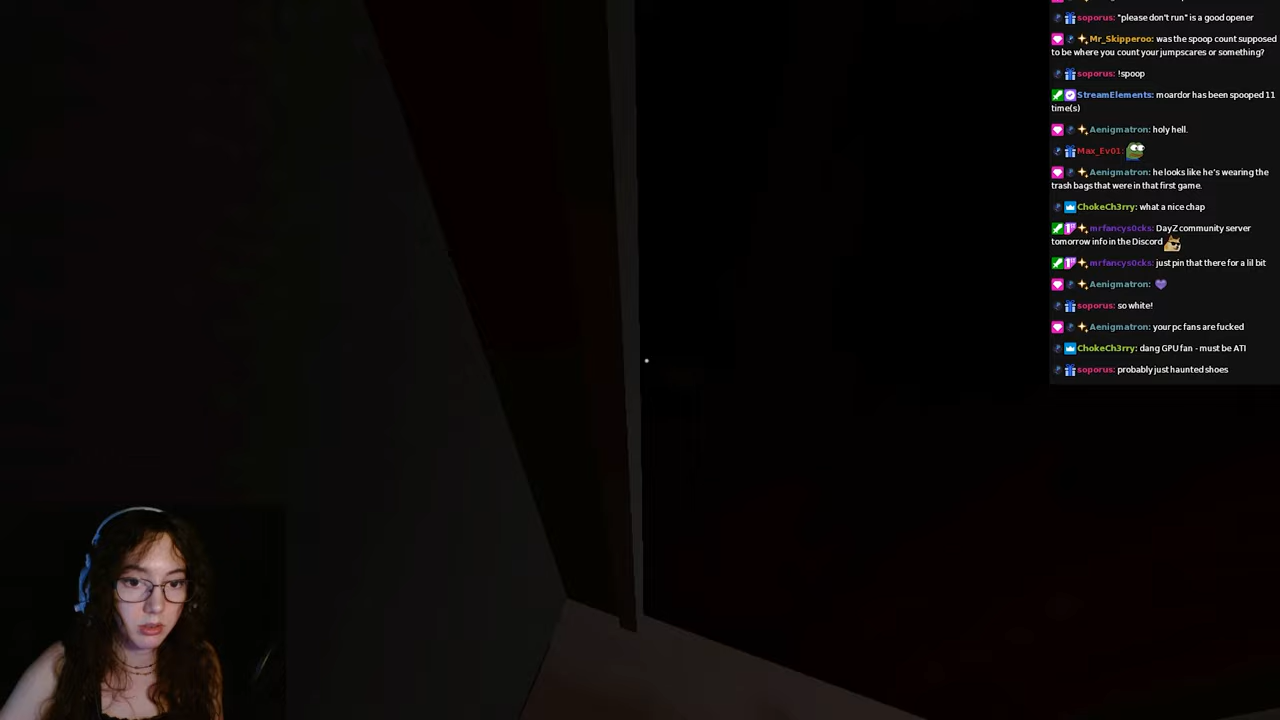 soporus: "please don't run" is a good opener
Mr_Skipperoo: was the spoop count supposed
to be where you count your jumpscares or something?
soporus: !spoop
StreamElements: moardor has been spooped 11
time(s)
Aenigmatron: holy hell.
Max_Ev01:
Aenigmatron: he looks like he's wearing the
trash bags that were in that first game.
ChokeCh3rry: what a nice chap
mrfancys0cks: DayZ community server
tomorrow info in the Discord
mrfancys0cks: just pin that there for a lil bit
Aenigmatron:
soporus: so white!
Aenigmatron: your pc fans are fucked
ChokeCh3rry: dang GPU fan - must be ATI
soporus: probably just haunted shoes